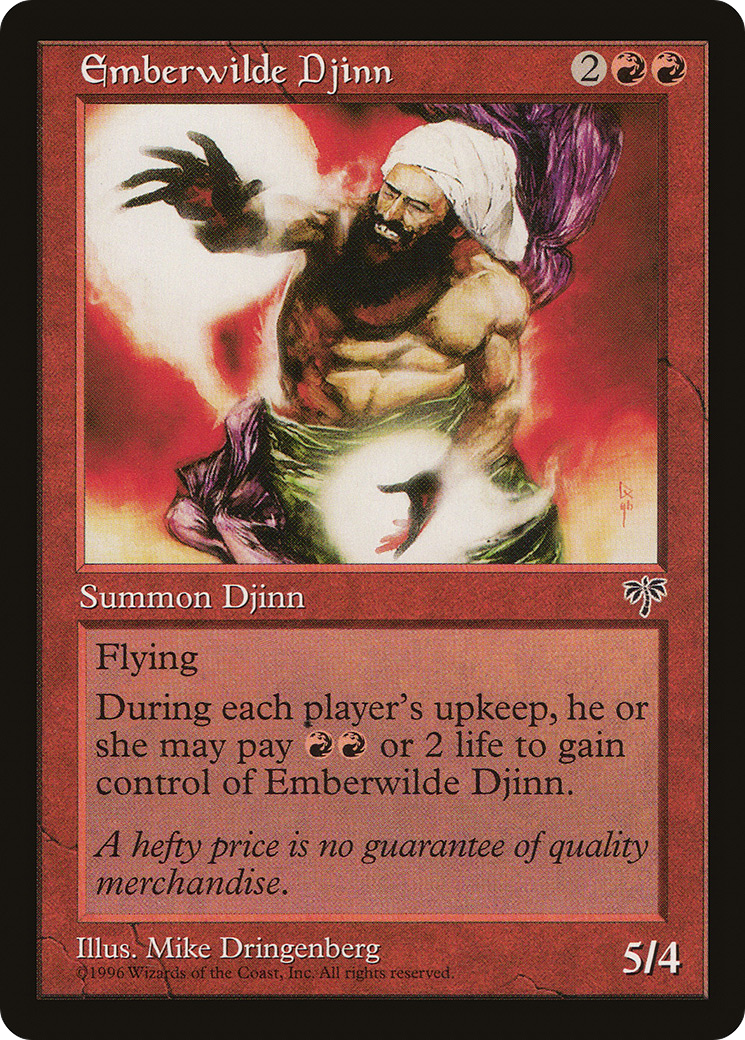 Emberwilde Djinn 2
Summon Djinn
Flying
During each player's upkeep, he or
she may pay or 2 life to gain
control of Emberwilde Djinn.
A hefty price is no guarantee of quality
merchandise.
Illus. Mike Dringenberg
©1996 Wizards of the Coast, Inc. All rights reserved.
5/4